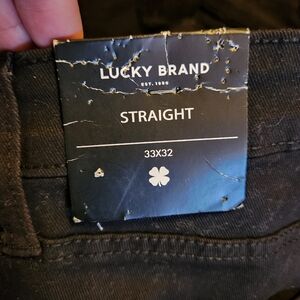 LUCKY BRAND
EST. 1990
STRAIGHT
33X32